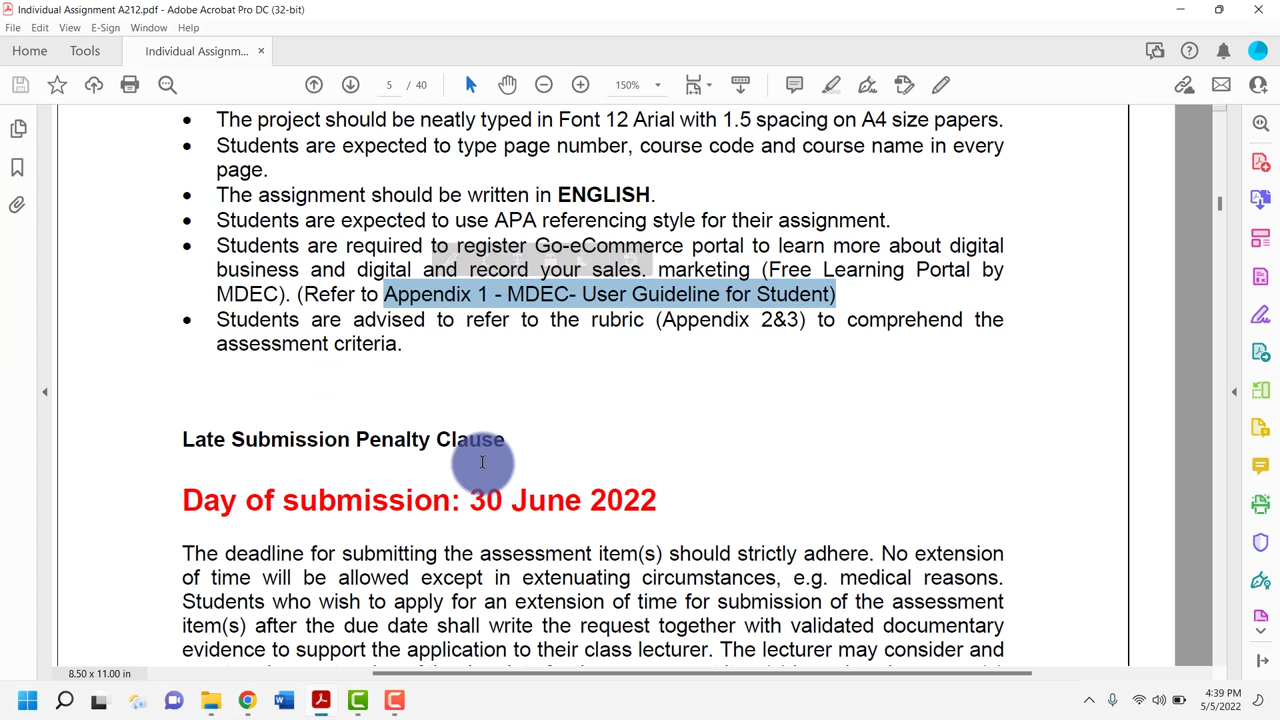 Individual Assignment A212.pdf - Adobe Acrobat Pro DC (32-bit)
File Edit View E-Sign Window Help
Home Tools Individual Assignm... ×
5 / 40 150%
• The project should be neatly typed in Font 12 Arial with 1.5 spacing on A4 size papers.
• Students are expected to type page number, course code and course name in every
page.
• The assignment should be written in ENGLISH.
• Students are expected to use APA referencing style for their assignment.
• Students are required to register Go-eCommerce portal to learn more about digital
business and digital and record your sales. marketing (Free Learning Portal by
MDEC). (Refer to Appendix 1 - MDEC- User Guideline for Student)
• Students are advised to refer to the rubric (Appendix 2&3) to comprehend the
assessment criteria.
Late Submission Penalty Clause
Day of submission: 30 June 2022
The deadline for submitting the assessment item(s) should strictly adhere. No extension
of time will be allowed except in extenuating circumstances, e.g. medical reasons.
Students who wish to apply for an extension of time for submission of the assessment
item(s) after the due date shall write the request together with validated documentary
evidence to support the application to their class lecturer. The lecturer may consider and
8.50 x 11.00 in
4:39 PM
5/5/2022